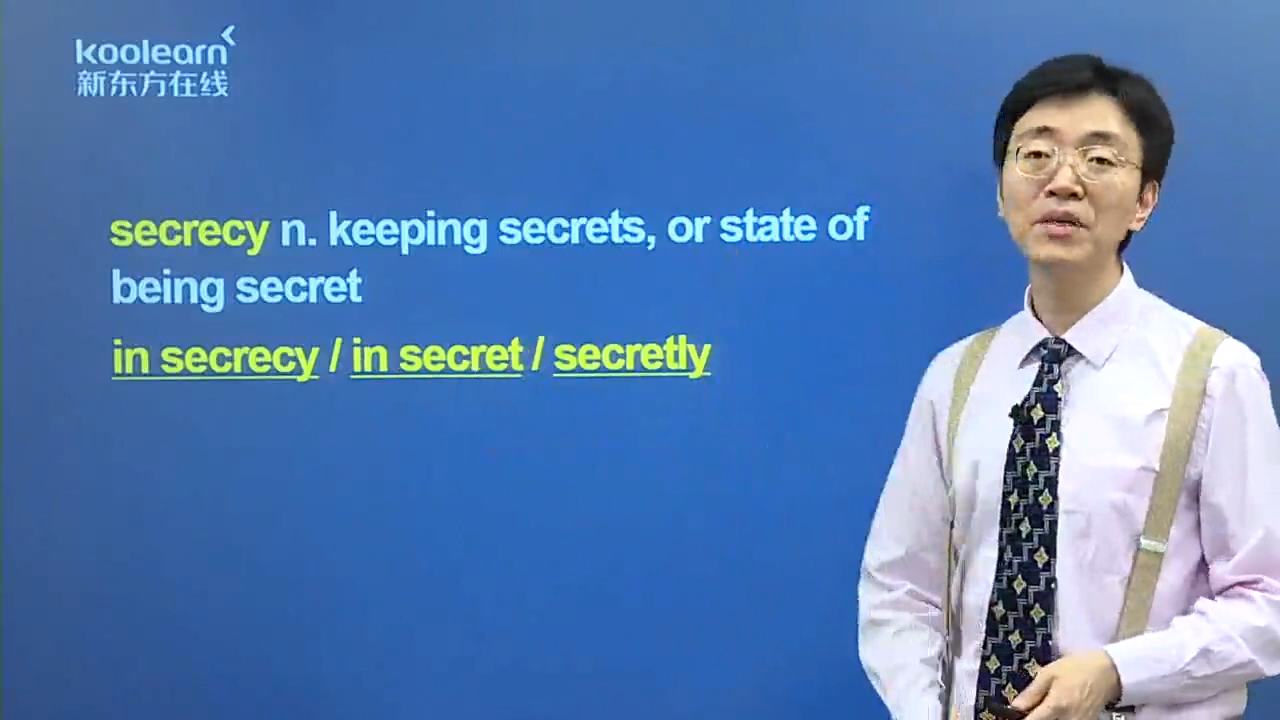 koolearn
新东方在线
secrecy n. keeping secrets, or state of
being secret
in secrecy / in secret / secretly